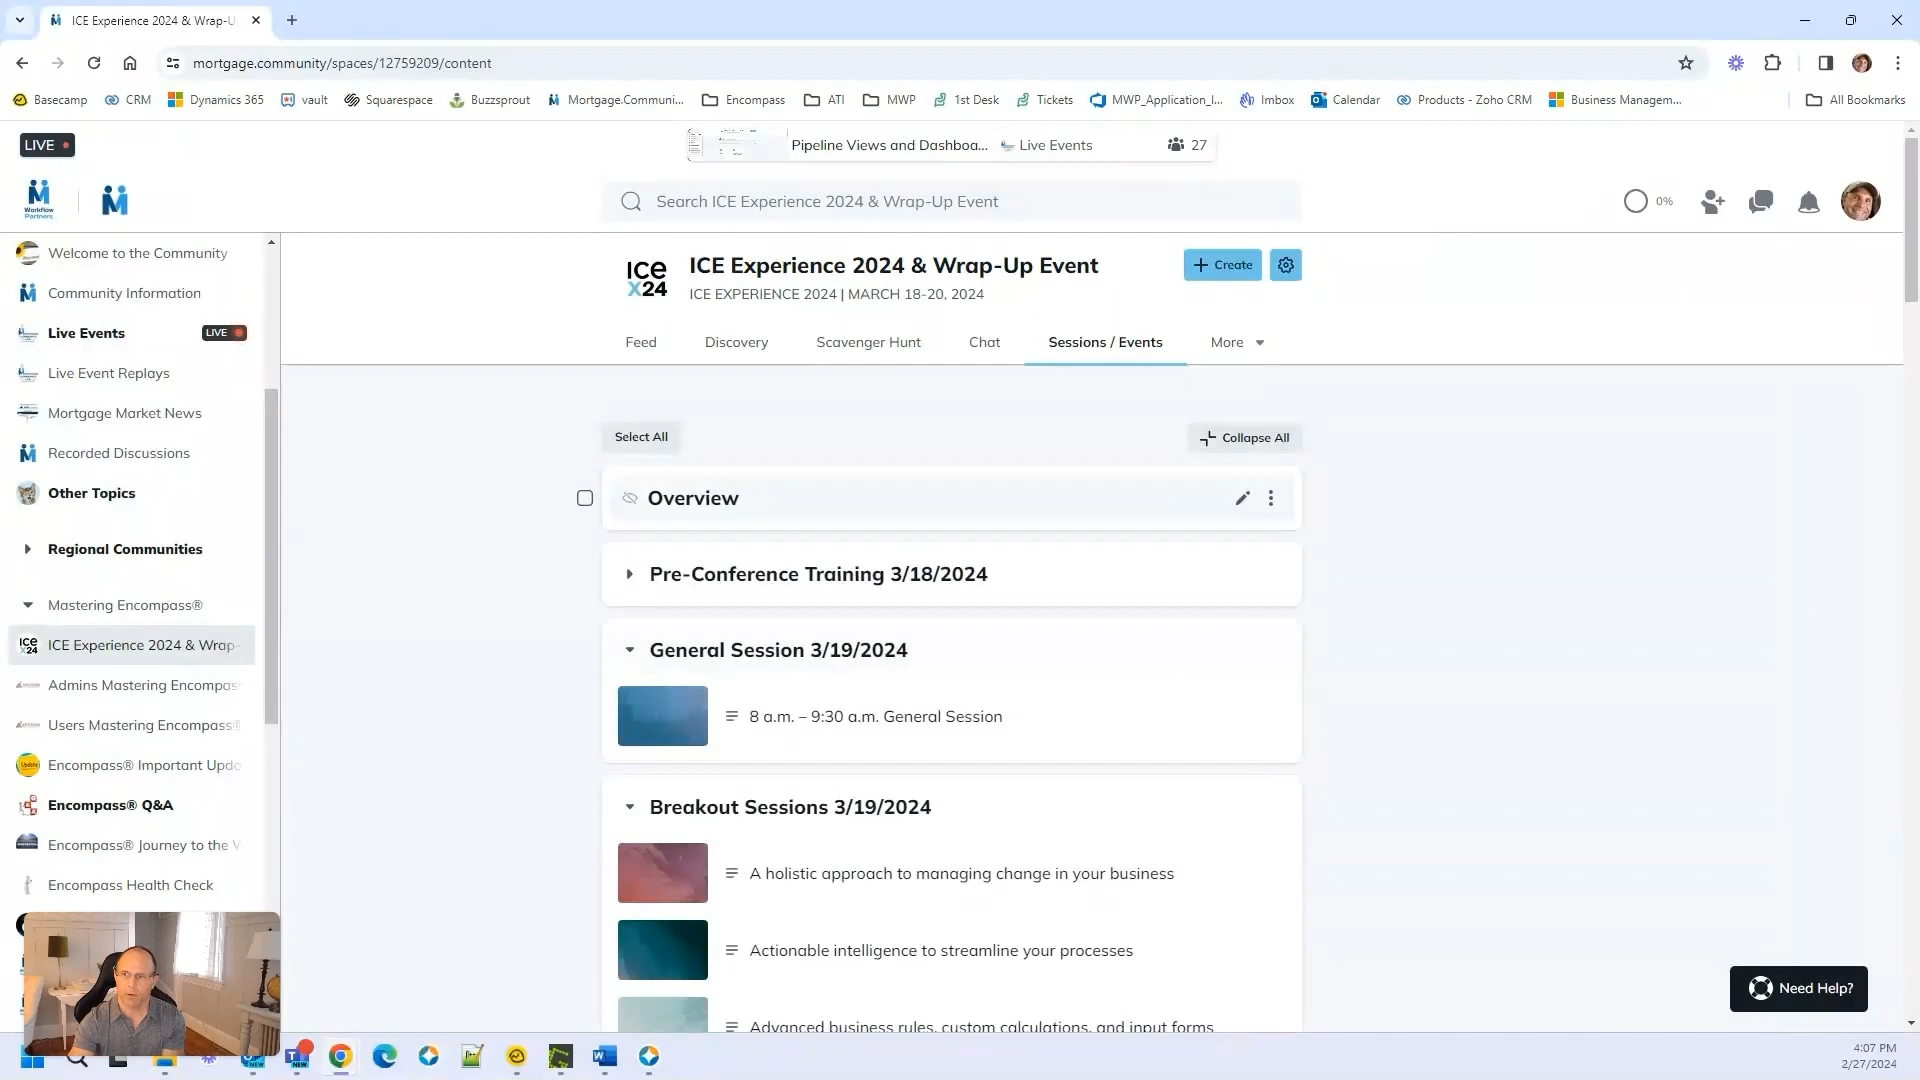 ICE Experience 2024 & Wrap-U
mortgage.community/spaces/12759209/content
Basecamp
CRM
Dynamics 365
vault
Squarespace
Buzzsprout
Mortgage.Communi...
Encompass
ATI
MWP
1st Desk
Tickets
MWP_Application_I...
Imbox
Calendar
Products - Zoho CRM
Business Managem...
All Bookmarks
LIVE
Pipeline Views and Dashboa...
Live Events
27
Workflow
Partners
Search ICE Experience 2024 & Wrap-Up Event
0%
Welcome to the Community
Community Information
Live Events
LIVE
Live Event Replays
Mortgage Market News
Recorded Discussions
Other Topics
Regional Communities
Mastering Encompass®
ICE
X24
ICE Experience 2024 & Wrap-
Admins Mastering Encompas
Users Mastering Encompass®
Encompass® Important Upda
Encompass® Q&A
Encompass® Journey to the V
Encompass Health Check
ICE
X24
ICE Experience 2024 & Wrap-Up Event
ICE EXPERIENCE 2024 | MARCH 18-20, 2024
Create
Feed
Discovery
Scavenger Hunt
Chat
Sessions / Events
More
Select All
Collapse All
Overview
Pre-Conference Training 3/18/2024
General Session 3/19/2024
8 a.m. – 9:30 a.m. General Session
Breakout Sessions 3/19/2024
A holistic approach to managing change in your business
Actionable intelligence to streamline your processes
Advanced business rules, custom calculations, and input forms
Need Help?
NEW
NEW
4:07 PM
2/27/2024